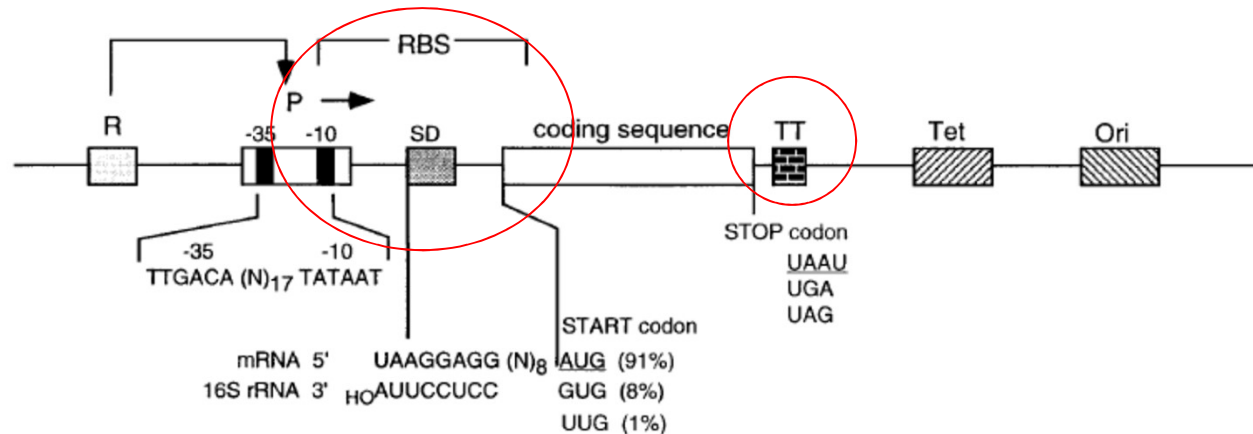 RBS
P
R
-35 -10 SD coding sequence TT Tet Ori
-35 -10
TTGACA (N)17 TATAAT
STOP codon
UAAU
UGA
UAG
START codon
mRNA 5' UAAGGAGG (N)8 AUG (91%)
16S rRNA 3' HOAUUCCUCC GUG (8%)
UUG (1%)